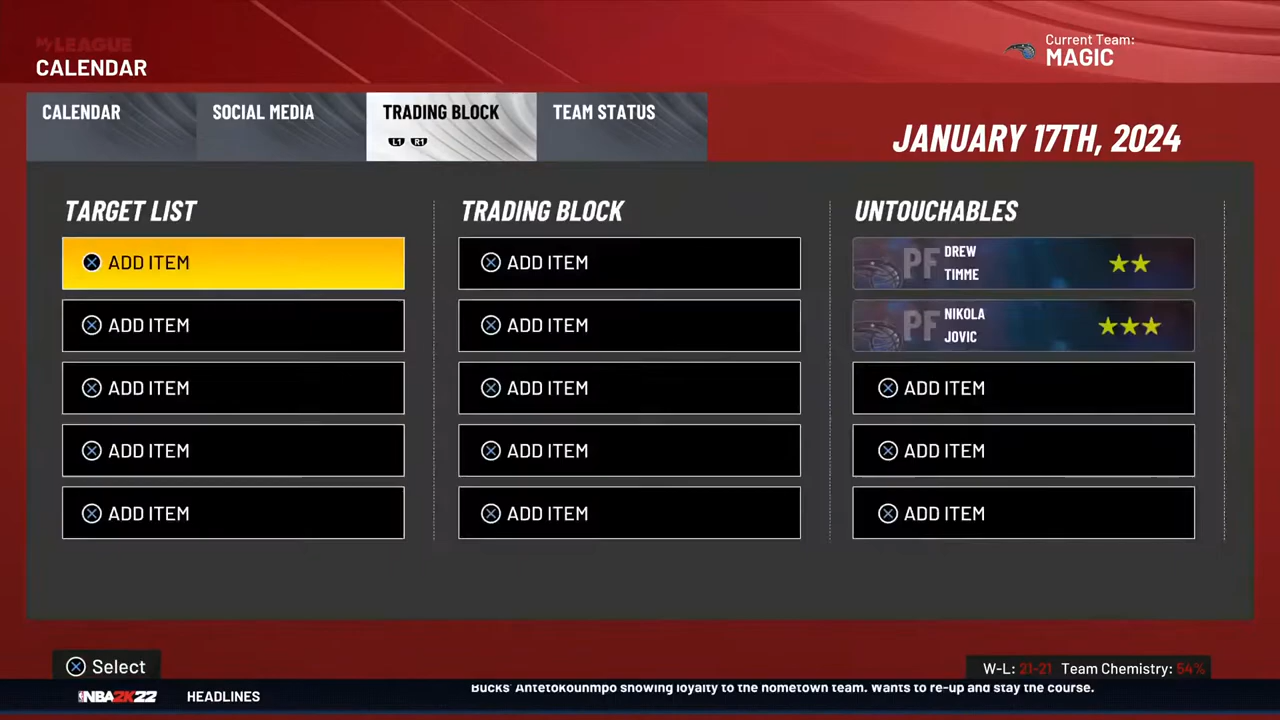 MyLEAGUE
CALENDAR
Current Team:
MAGIC
CALENDAR
SOCIAL MEDIA
TRADING BLOCK
L1 R1
TEAM STATUS
JANUARY 17TH, 2024
TARGET LIST
ADD ITEM
ADD ITEM
ADD ITEM
ADD ITEM
ADD ITEM
TRADING BLOCK
ADD ITEM
ADD ITEM
ADD ITEM
ADD ITEM
ADD ITEM
UNTOUCHABLES
PF DREW
TIMME
PF NIKOLA
JOVIC
ADD ITEM
ADD ITEM
ADD ITEM
Select
W-L: 21-21 Team Chemistry: 54%
NBA2K22 HEADLINES Bucks' Antetokounmpo showing loyalty to the hometown team. Wants to re-up and stay the course.